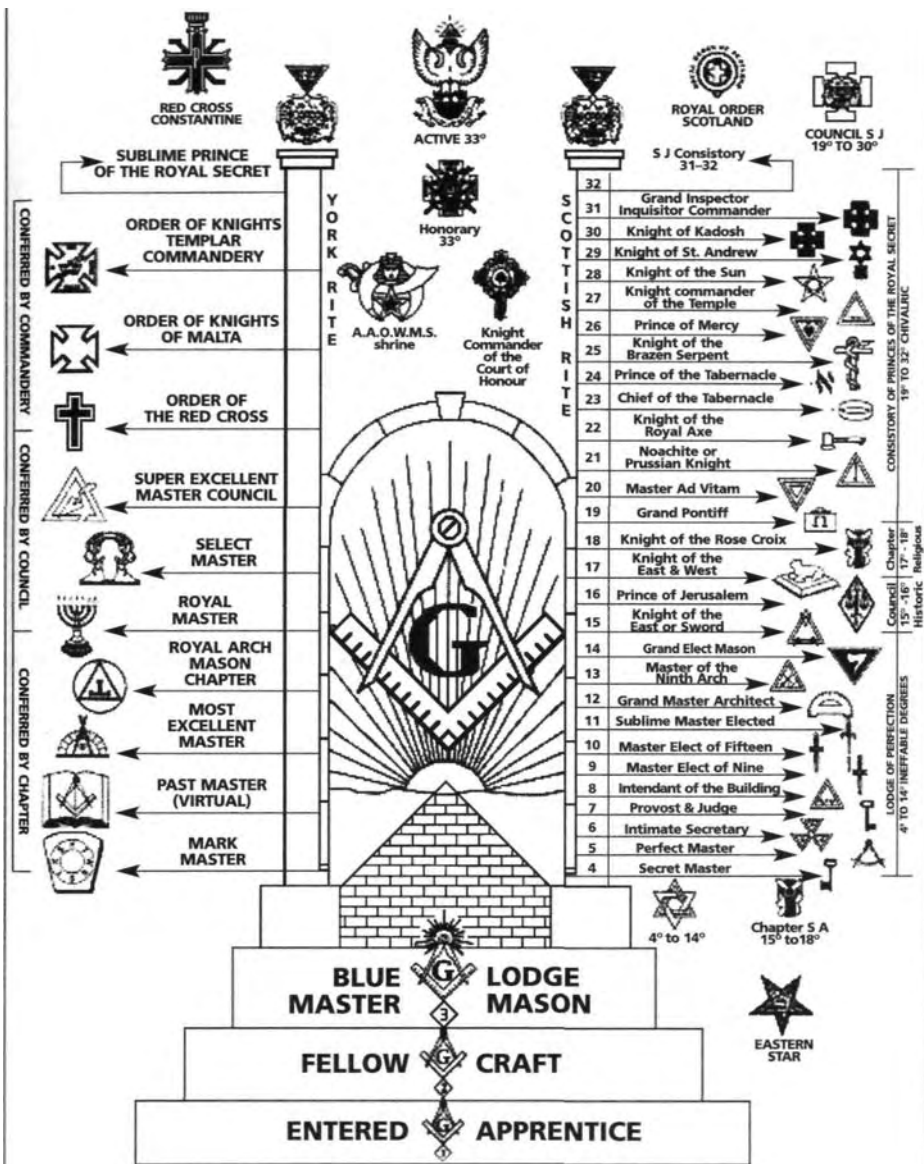 RED CROSS
CONSTANTINE
ACTIVE 33°
ROYAL ORDER
SCOTLAND
COUNCIL S J
19° TO 30°
SUBLIME PRINCE
OF THE ROYAL SECRET
S J Consistory
31–32
YORK RITE
SCOTTISH RITE
Honorary
33°
A.A.O.W.M.S.
shrine
Knight
Commander
of the
Court of
Honour
CONFERRED BY COMMANDERY
ORDER OF KNIGHTS
TEMPLAR
COMMANDERY
ORDER OF KNIGHTS
OF MALTA
ORDER OF
THE RED CROSS
CONFERRED BY COUNCIL
SUPER EXCELLENT
MASTER COUNCIL
SELECT
MASTER
ROYAL
MASTER
CONFERRED BY CHAPTER
ROYAL ARCH
MASON
CHAPTER
MOST
EXCELLENT
MASTER
PAST MASTER
(VIRTUAL)
MARK
MASTER
32
31 Grand Inspector
Inquisitor Commander
30 Knight of Kadosh
29 Knight of St. Andrew
28 Knight of the Sun
27 Knight commander
of the Temple
26 Prince of Mercy
25 Knight of the
Brazen Serpent
24 Prince of the Tabernacle
23 Chief of the Tabernacle
22 Knight of the
Royal Axe
21 Noachite or
Prussian Knight
20 Master Ad Vitam
19 Grand Pontiff
18 Knight of the Rose Croix
17 Knight of the
East & West
16 Prince of Jerusalem
15 Knight of the
East or Sword
14 Grand Elect Mason
13 Master of the
Ninth Arch
12 Grand Master Architect
11 Sublime Master Elected
10 Master Elect of Fifteen
9 Master Elect of Nine
8 Intendant of the Building
7 Provost & Judge
6 Intimate Secretary
5 Perfect Master
4 Secret Master
CONSISTORY OF PRINCES OF THE ROYAL SECRET
19° TO 32° CHIVALRIC
Chapter
17° - 18°
Religious
Council
15° -16°
Historic
LODGE OF PERFECTION
4° TO 14° INEFFABLE DEGREES
G
4° to 14°
Chapter S A
15° to18°
EASTERN
STAR
BLUE LODGE
MASTER MASON
G
3
FELLOW CRAFT
G
2
ENTERED APPRENTICE
G
1